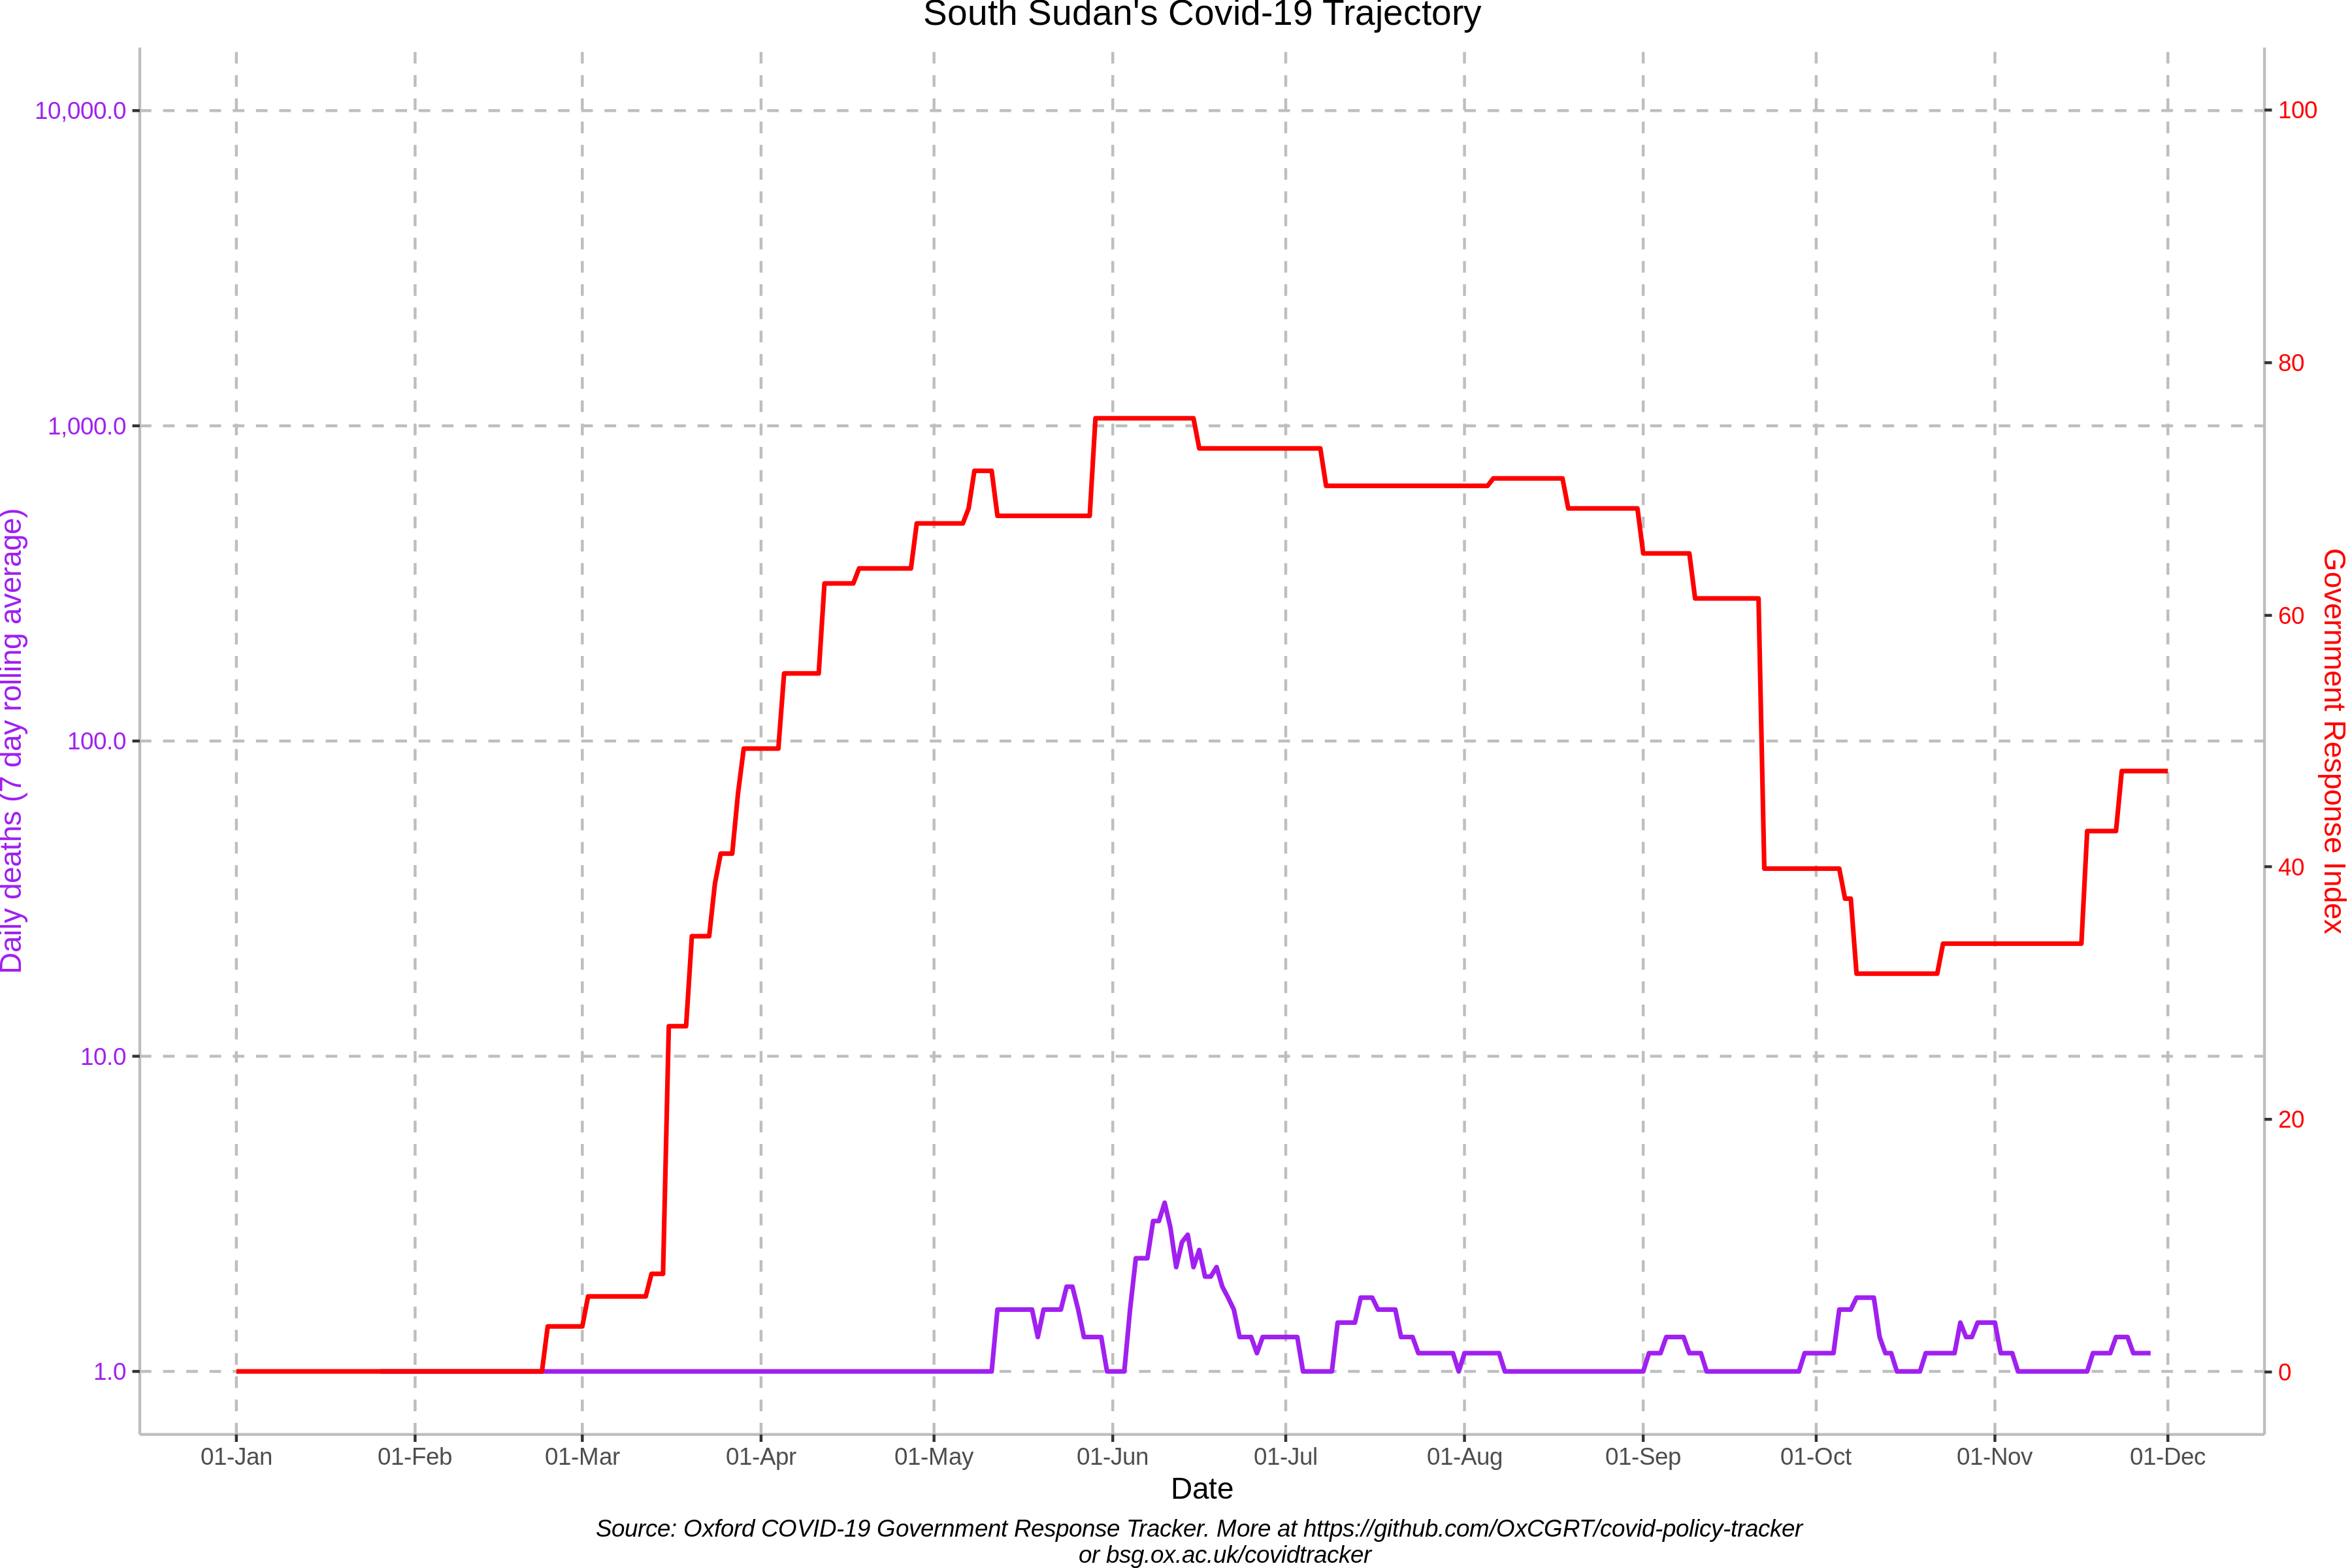 South Sudan's Covid-19 Trajectory
Daily deaths (7 day rolling average)
10,000.0
1,000.0
100.0
10.0
1.0
100
80
60
40
20
0
Government Response Index
01-Jan 01-Feb 01-Mar 01-Apr 01-May 01-Jun 01-Jul 01-Aug 01-Sep 01-Oct 01-Nov 01-Dec
Date
Source: Oxford COVID-19 Government Response Tracker. More at https://github.com/OxCGRT/covid-policy-tracker
or bsg.ox.ac.uk/covidtracker